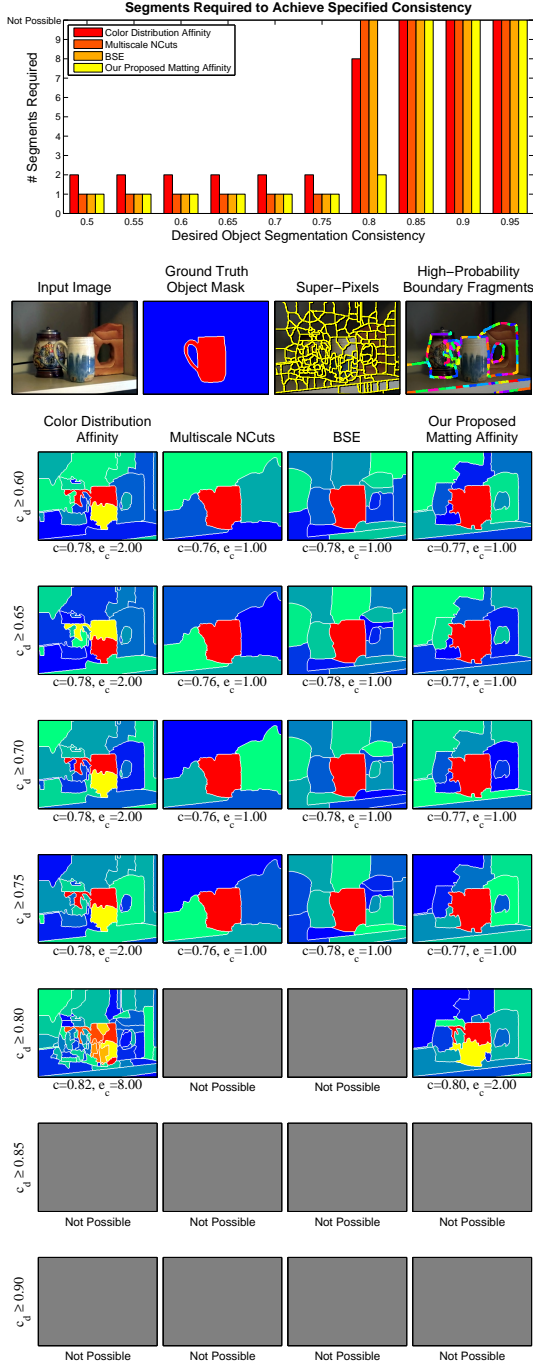 Segments Required to Achieve Specified Consistency
Not Possible
9
8
7
6
5
4
3
2
1
0
# Segments Required
Color Distribution Affinity
Multiscale NCuts
BSE
Our Proposed Matting Affinity
0.5 0.55 0.6 0.65 0.7 0.75 0.8 0.85 0.9 0.95
Desired Object Segmentation Consistency
Input Image
Ground Truth
Object Mask
Super−Pixels
High−Probability
Boundary Fragments
Color Distribution
Affinity
Multiscale NCuts
BSE
Our Proposed
Matting Affinity
c_d ≥ 0.60
c=0.78, e_c=2.00 c=0.76, e_c=1.00 c=0.78, e_c=1.00 c=0.77, e_c=1.00
c_d ≥ 0.65
c=0.78, e_c=2.00 c=0.76, e_c=1.00 c=0.78, e_c=1.00 c=0.77, e_c=1.00
c_d ≥ 0.70
c=0.78, e_c=2.00 c=0.76, e_c=1.00 c=0.78, e_c=1.00 c=0.77, e_c=1.00
c_d ≥ 0.75
c=0.78, e_c=2.00 c=0.76, e_c=1.00 c=0.78, e_c=1.00 c=0.77, e_c=1.00
c_d ≥ 0.80
c=0.82, e_c=8.00 Not Possible Not Possible c=0.80, e_c=2.00
c_d ≥ 0.85
Not Possible Not Possible Not Possible Not Possible
c_d ≥ 0.90
Not Possible Not Possible Not Possible Not Possible